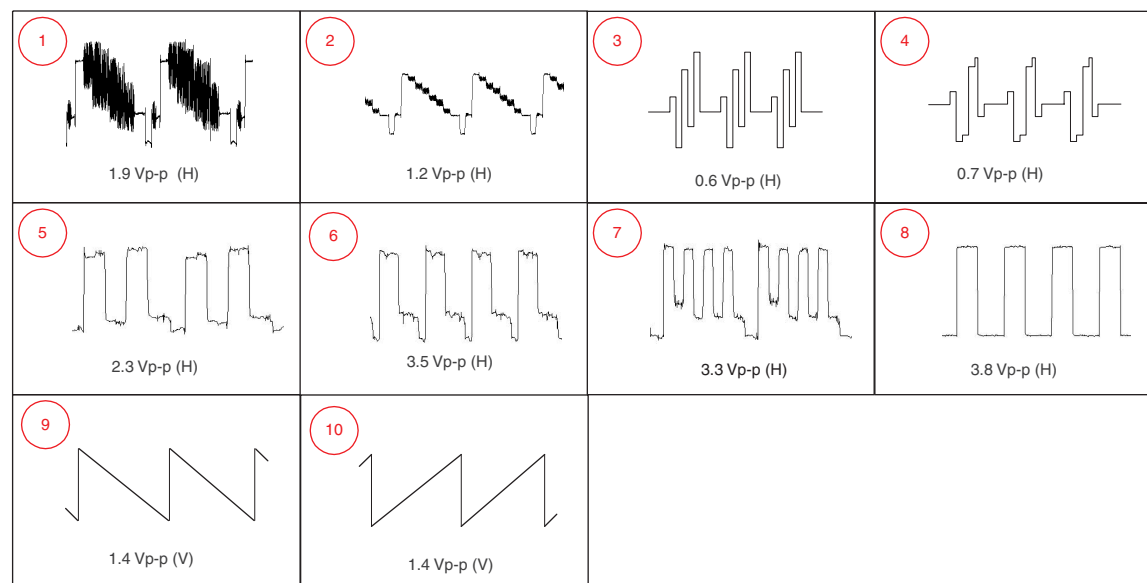 1
1.9 Vp-p (H)
2
1.2 Vp-p (H)
3
0.6 Vp-p (H)
4
0.7 Vp-p (H)
5
2.3 Vp-p (H)
6
3.5 Vp-p (H)
7
3.3 Vp-p (H)
8
3.8 Vp-p (H)
9
1.4 Vp-p (V)
10
1.4 Vp-p (V)